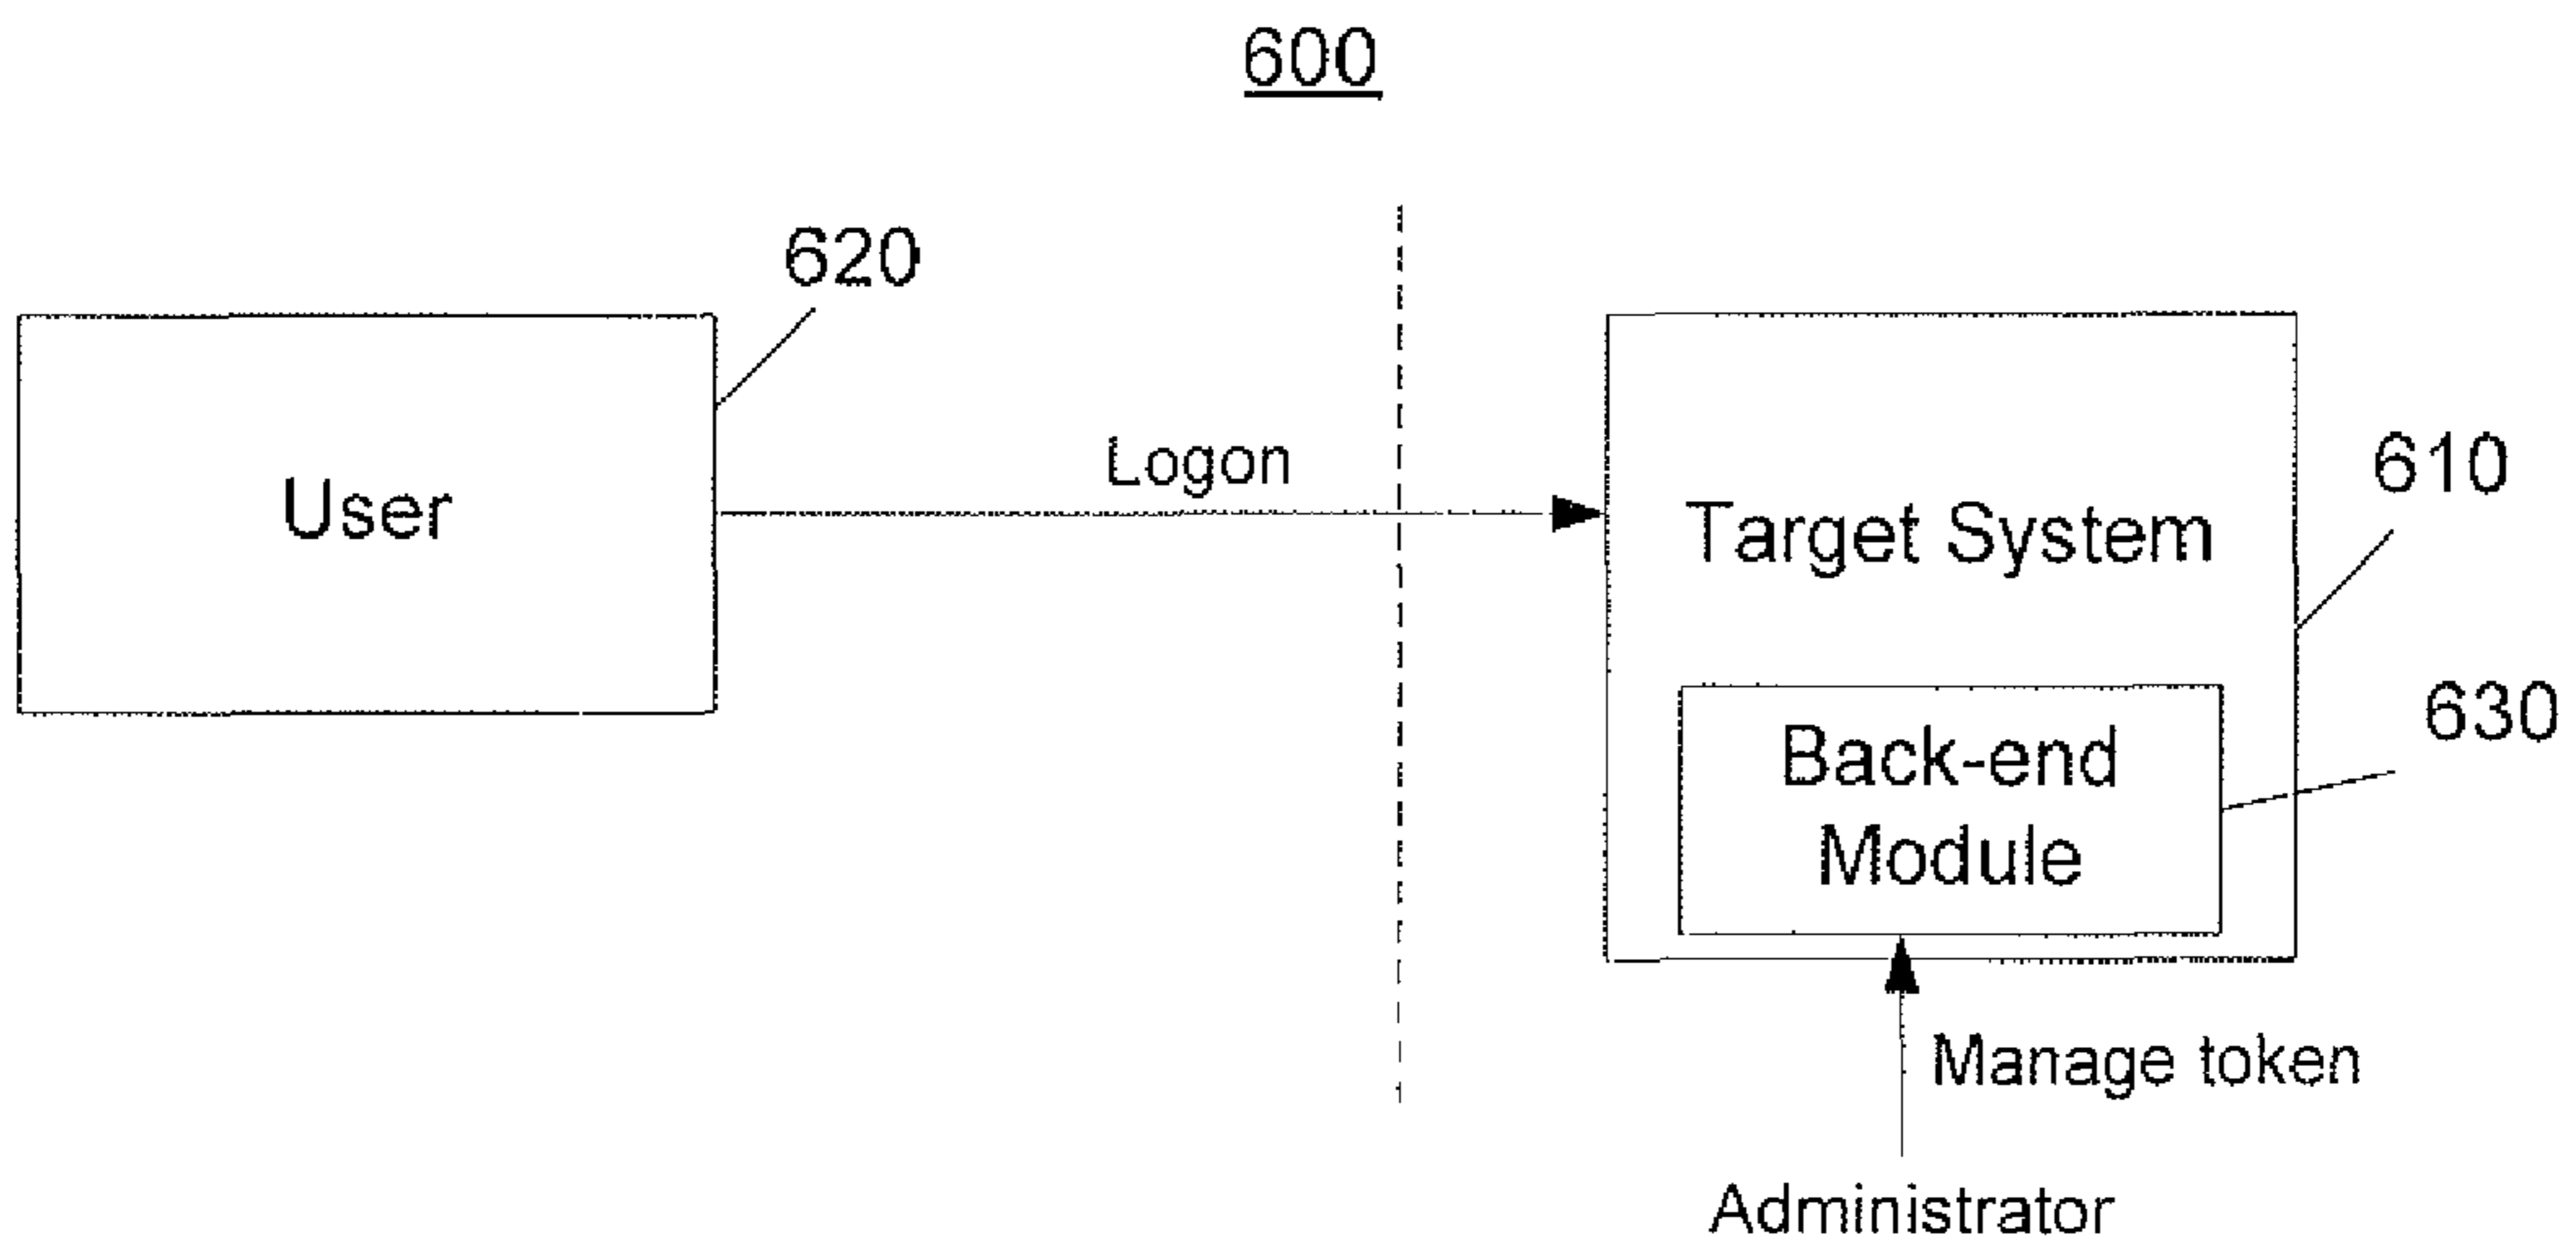 600
620
User
Logon
Target System
610
Back-end
Module
630
Manage token
Administrator